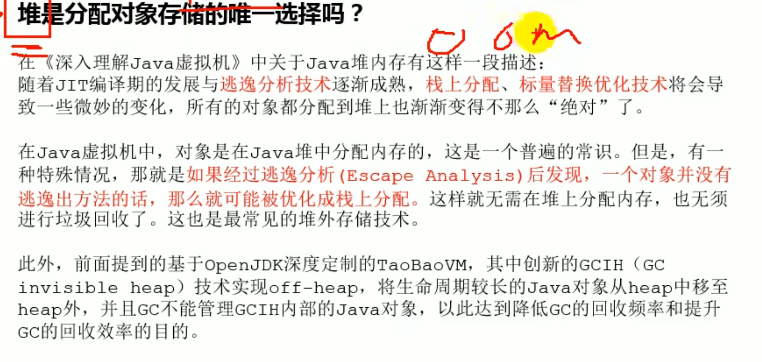 堆是分配对象存储的唯一选择吗？
oom
在《深入理解Java虚拟机》中关于Java堆内存有这样一段描述：
随着JIT编译期的发展与逃逸分析技术逐渐成熟，栈上分配、标量替换优化技术将会导
致一些微妙的变化，所有的对象都分配到堆上也渐渐变得不那么“绝对”了。
在Java虚拟机中，对象是在Java堆中分配内存的，这是一个普遍的常识。但是，有一
种特殊情况，那就是如果经过逃逸分析(Escape Analysis)后发现，一个对象并没有
逃逸出方法的话，那么就可能被优化成栈上分配。这样就无需在堆上分配内存，也无须
进行垃圾回收了。这也是最常见的堆外存储技术。
此外，前面提到的基于OpenJDK深度定制的TaoBaoVM，其中创新的GCIH（GC
invisible heap）技术实现off-heap，将生命周期较长的Java对象从heap中移至
heap外，并且GC不能管理GCIH内部的Java对象，以此达到降低GC的回收频率和提升
GC的回收效率的目的。